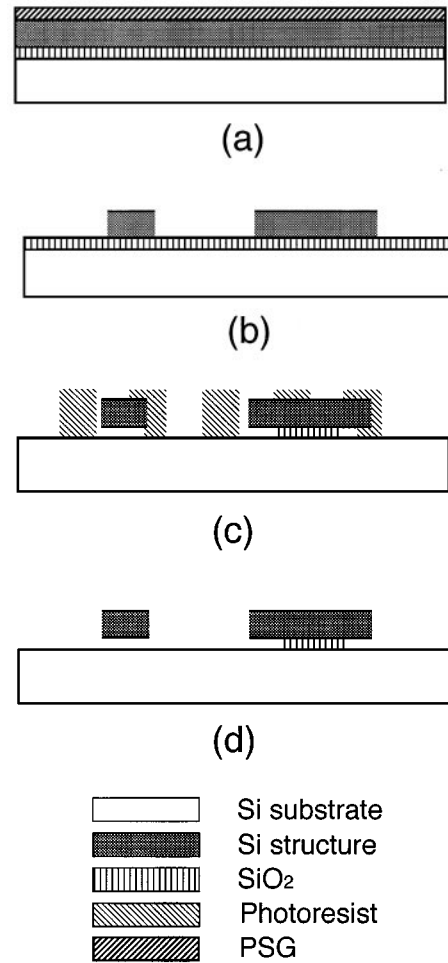 (a)
(b)
(c)
(d)
Si substrate
Si structure
SiO₂
Photoresist
PSG